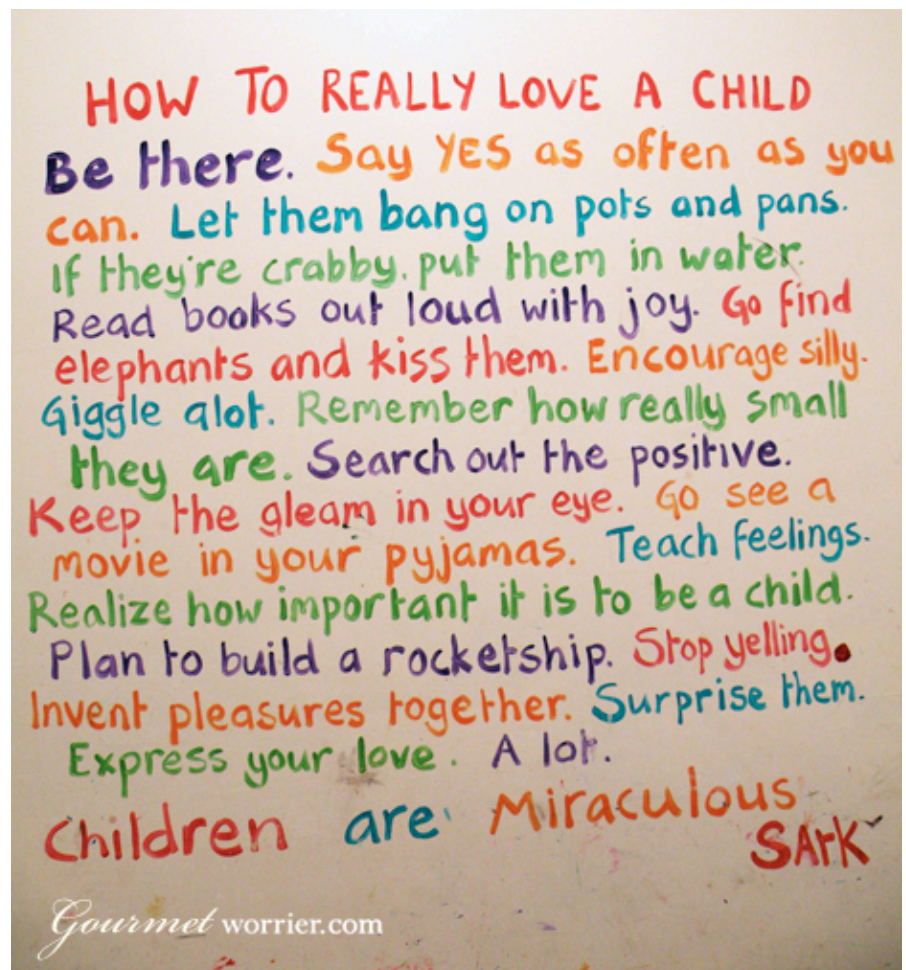 HOW TO REALLY LOVE A CHILD
Be there. Say YES as often as you
can. Let them bang on pots and pans.
If they're crabby, put them in water.
Read books out loud with joy. Go find
elephants and kiss them. Encourage silly.
Giggle alot. Remember how really small
they are. Search out the positive.
Keep the gleam in your eye. Go see a
movie in your pyjamas. Teach feelings.
Realize how important it is to be a child.
Plan to build a rocketship. Stop yelling.
Invent pleasures together. Surprise them.
Express your love. A lot.
Children are Miraculous
SArK
Gourmet worrier.com